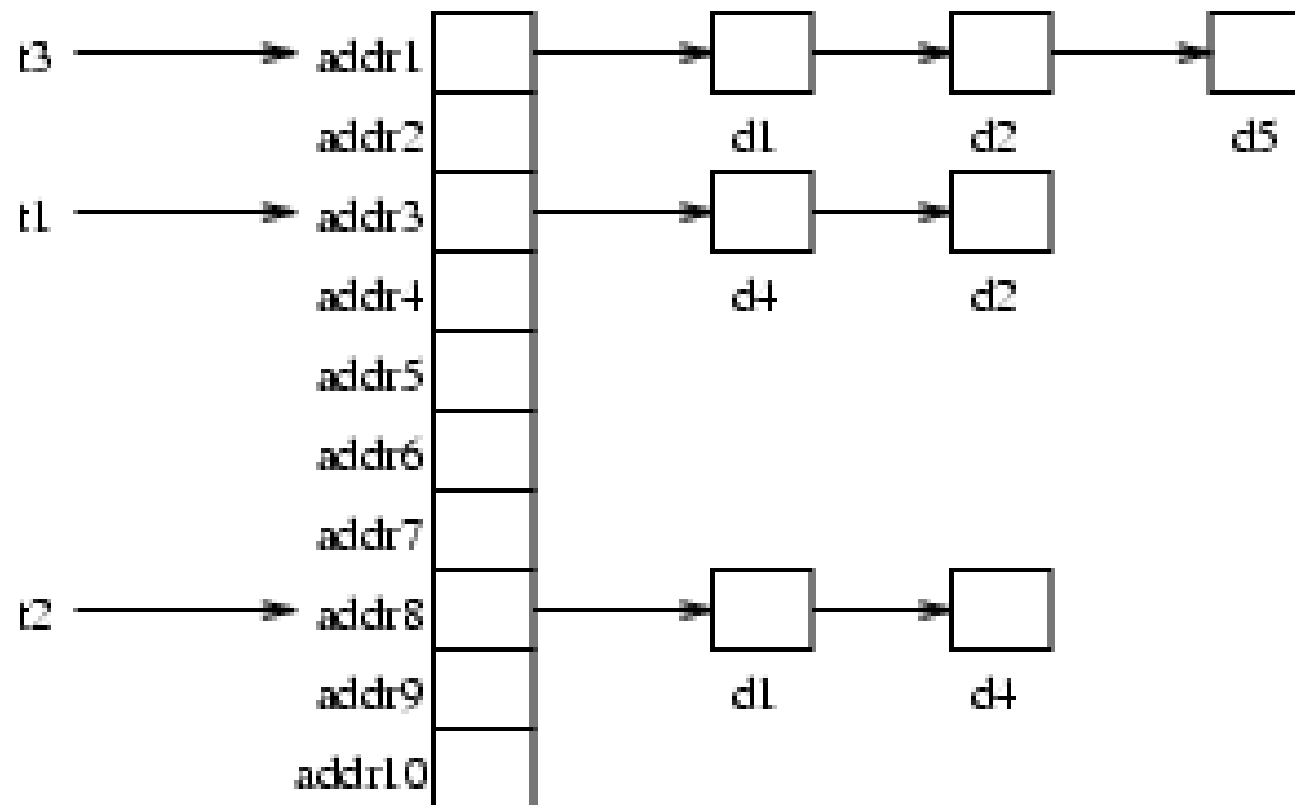 t3 addr1
addr2 d1 d2 d5
t1 addr3
addr4 d4 d2
addr5
addr6
addr7
t2 addr8
addr9 d1 d4
addr10